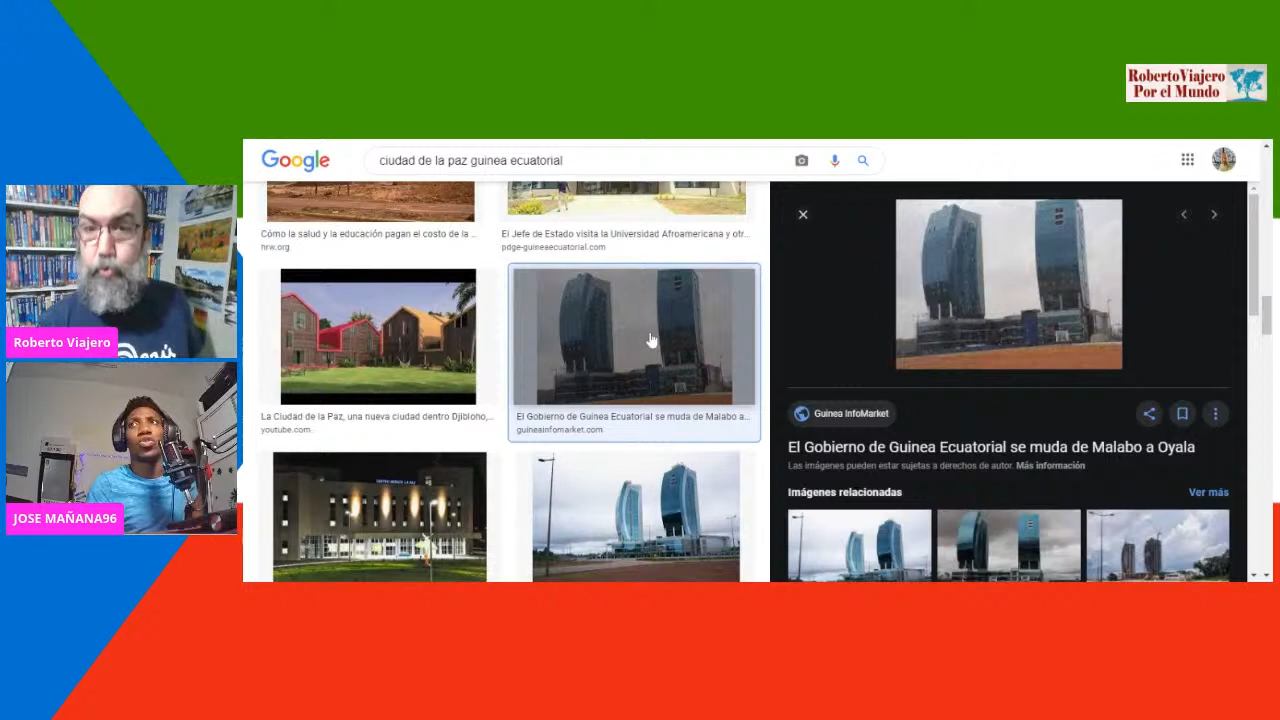 RobertoViajero
Por el Mundo
Google
ciudad de la paz guinea ecuatorial
Cómo la salud y la educación pagan el costo de la ...
hrw.org
El Jefe de Estado visita la Universidad Afroamericana y otr...
pdge-guineaecuatorial.com
La Ciudad de la Paz, una nueva ciudad dentro Djibloho,...
youtube.com
El Gobierno de Guinea Ecuatorial se muda de Malabo a...
guineainfomarket.com
Guinea InfoMarket
El Gobierno de Guinea Ecuatorial se muda de Malabo a Oyala
Las imágenes pueden estar sujetas a derechos de autor. Más información
Imágenes relacionadas
Ver más
Roberto Viajero
JOSE MAÑANA96